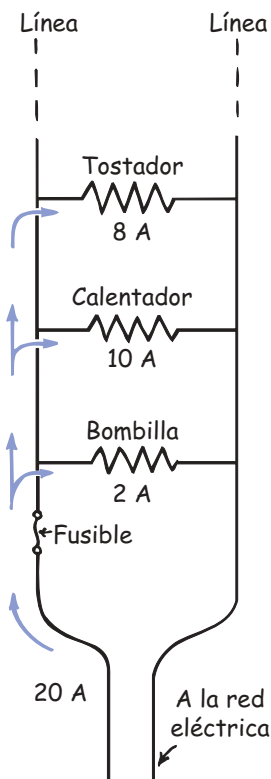 Línea
Línea
Tostador
8 A
Calentador
10 A
Bombilla
2 A
Fusible
20 A
A la red
eléctrica